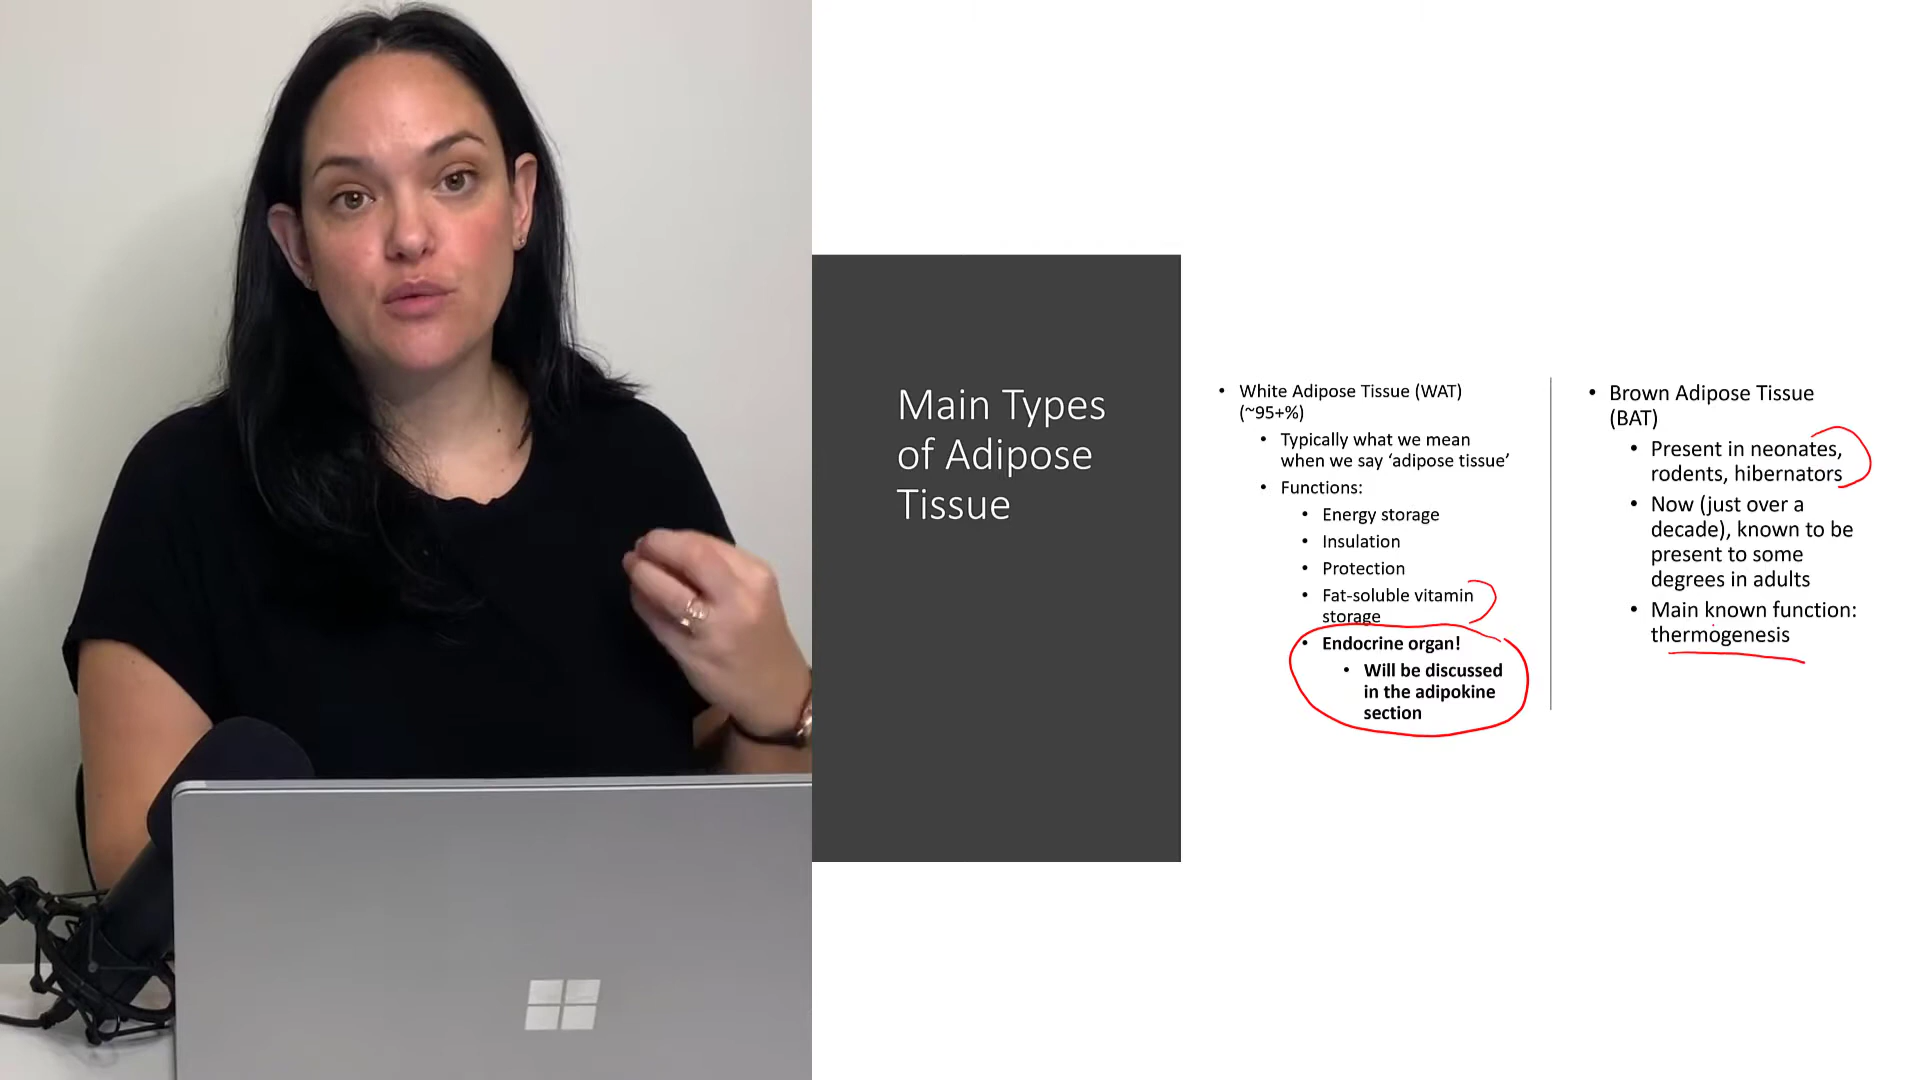 Main Types
of Adipose
Tissue
• White Adipose Tissue (WAT)
(~95+%)
• Typically what we mean
when we say ‘adipose tissue’
• Functions:
• Energy storage
• Insulation
• Protection
• Fat-soluble vitamin
storage
• Endocrine organ!
• Will be discussed
in the adipokine
section
• Brown Adipose Tissue
(BAT)
• Present in neonates,
rodents, hibernators
• Now (just over a
decade), known to be
present to some
degrees in adults
• Main known function:
thermogenesis